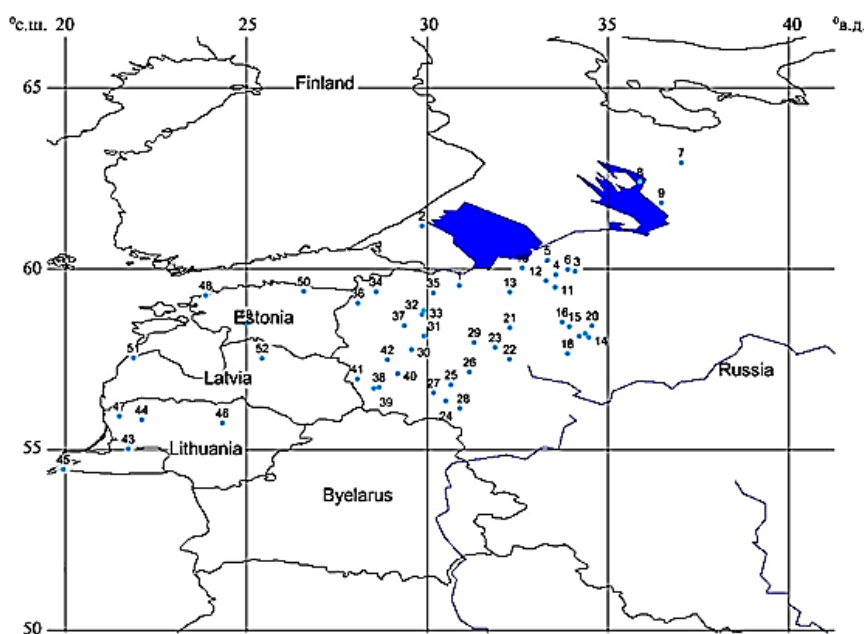 °с.ш. 20 25 30 35 40 °в.д.
65 Finland
7
8
9
2
5
60 12 4 6 3
11
48 50 34 35 13
36
Estonia 32 33 16 15 20
37 31 21 14
51 52 42 30 29 23 22 18
Latvia 41 38 40 27 25 26 Russia
39 24 28
47 44 46
55 43 Lithuania
45
Byelarus
50